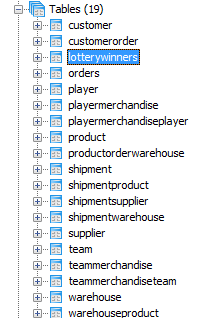 Tables (19)
customer
customerorder
lotterywinners
orders
player
playermerchandise
playermerchandiseplayer
product
productorderwarehouse
shipment
shipmentproduct
shipmentsupplier
shipmentwarehouse
supplier
team
teammerchandise
teammerchandiseteam
warehouse
warehouseproduct